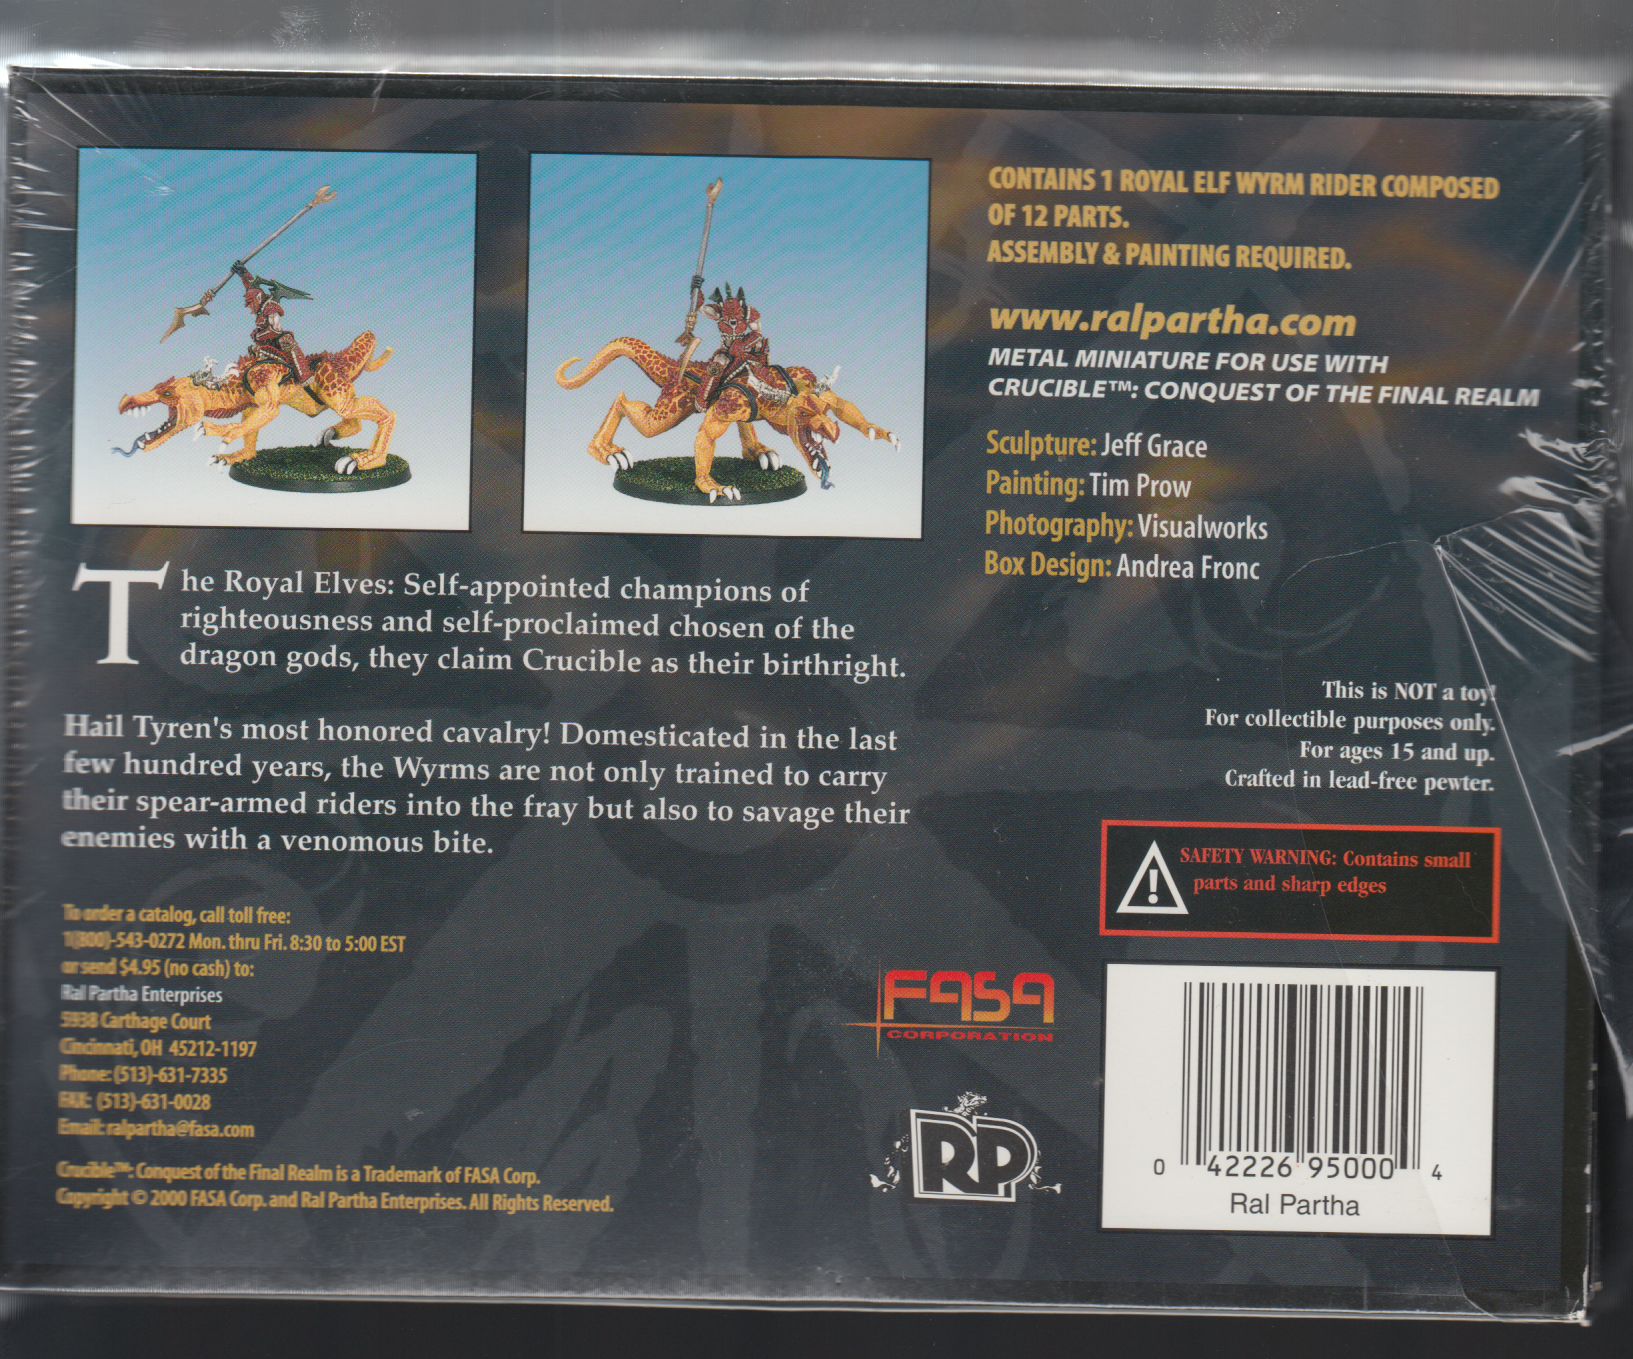 CONTAINS 1 ROYAL ELF WYRM RIDER COMPOSED
OF 12 PARTS.
ASSEMBLY & PAINTING REQUIRED.
www.ralpartha.com
METAL MINIATURE FOR USE WITH
CRUCIBLE™: CONQUEST OF THE FINAL REALM
Sculpture: Jeff Grace
Painting: Tim Prow
Photography: Visualworks
Box Design: Andrea Fronc
The Royal Elves: Self-appointed champions of
righteousness and self-proclaimed chosen of the
dragon gods, they claim Crucible as their birthright.
Hail Tyren's most honored cavalry! Domesticated in the last
few hundred years, the Wyrms are not only trained to carry
their spear-armed riders into the fray but also to savage their
enemies with a venomous bite.
This is NOT a toy!
For collectible purposes only.
For ages 15 and up.
Crafted in lead-free pewter.
SAFETY WARNING: Contains small
parts and sharp edges
To order a catalog, call toll free:
1(800)-543-0272 Mon. thru Fri. 8:30 to 5:00 EST
or send $4.95 (no cash) to:
Ral Partha Enterprises
5938 Carthage Court
Cincinnati, OH 45212-1197
Phone: (513)-631-7335
FAX: (513)-631-0028
Email: ralpartha@fasa.com
Crucible™: Conquest of the Final Realm is a Trademark of FASA Corp.
Copyright © 2000 FASA Corp. and Ral Partha Enterprises. All Rights Reserved.
FASA
CORPORATION
RP
0 42226 95000 4
Ral Partha